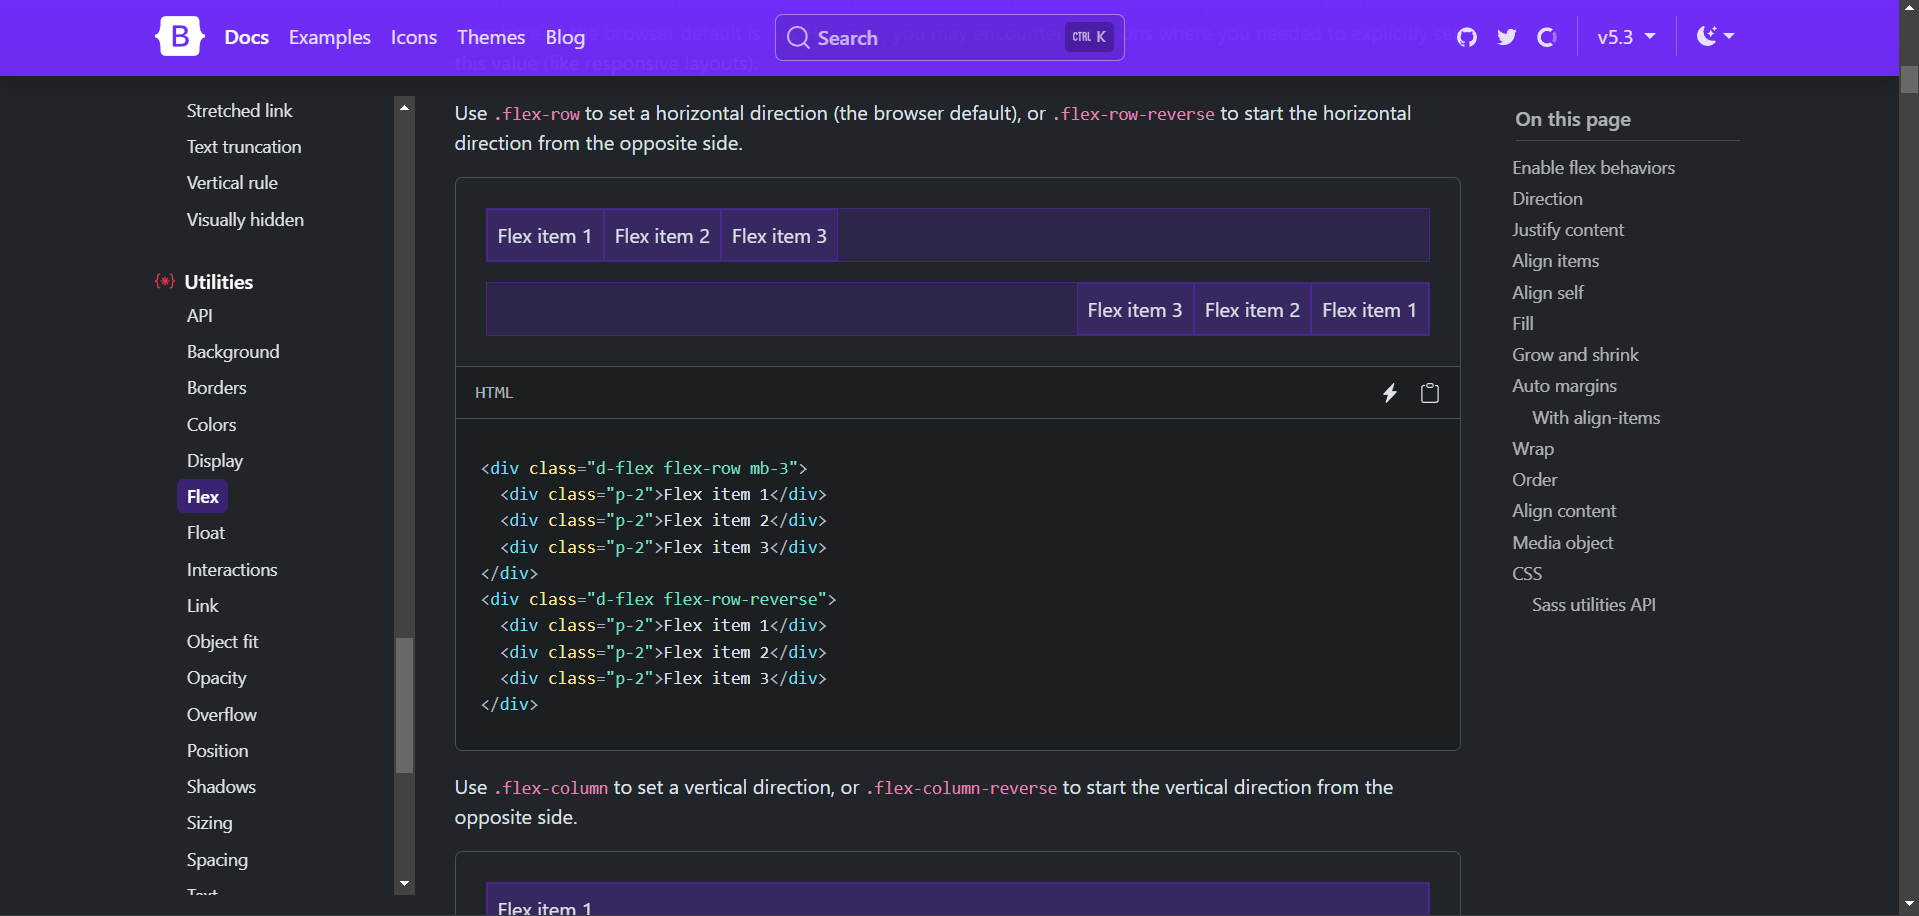 B
Docs
Examples
Icons
Themes
Blog
Search
CTRL K
v5.3
this value (like responsive layouts).
Stretched link
Text truncation
Vertical rule
Visually hidden
Utilities
API
Background
Borders
Colors
Display
Flex
Float
Interactions
Link
Object fit
Opacity
Overflow
Position
Shadows
Sizing
Spacing
Text
Use .flex-row to set a horizontal direction (the browser default), or .flex-row-reverse to start the horizontal
direction from the opposite side.
Flex item 1
Flex item 2
Flex item 3
Flex item 3
Flex item 2
Flex item 1
HTML
<div class="d-flex flex-row mb-3">
  <div class="p-2">Flex item 1</div>
  <div class="p-2">Flex item 2</div>
  <div class="p-2">Flex item 3</div>
</div>
<div class="d-flex flex-row-reverse">
  <div class="p-2">Flex item 1</div>
  <div class="p-2">Flex item 2</div>
  <div class="p-2">Flex item 3</div>
</div>
Use .flex-column to set a vertical direction, or .flex-column-reverse to start the vertical direction from the
opposite side.
Flex item 1
On this page
Enable flex behaviors
Direction
Justify content
Align items
Align self
Fill
Grow and shrink
Auto margins
With align-items
Wrap
Order
Align content
Media object
CSS
Sass utilities API